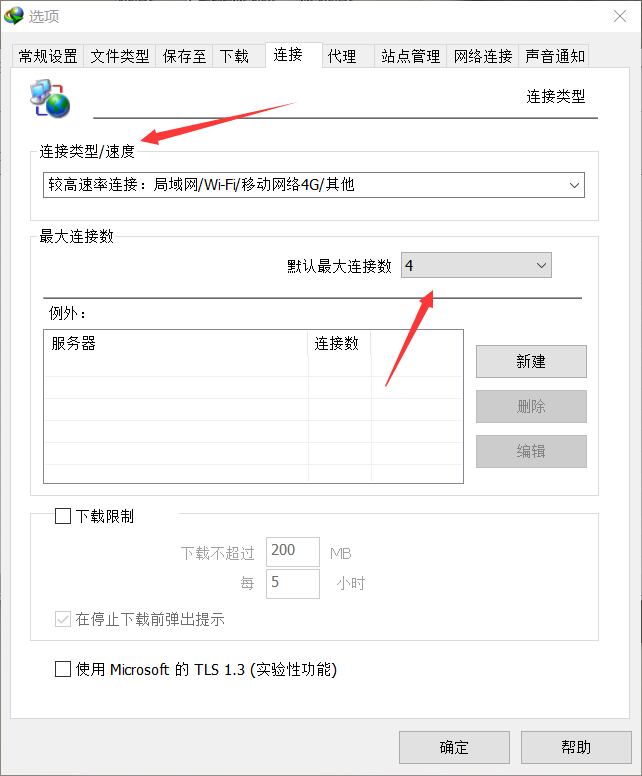 选项
常规设置 文件类型 保存至 下载 连接 代理 站点管理 网络连接 声音通知
连接类型
连接类型/速度
较高速率连接：局域网/Wi-Fi/移动网络4G/其他
最大连接数
默认最大连接数 4
例外：
服务器 连接数
新建
删除
编辑
下载限制
下载不超过 200 MB
每 5 小时
在停止下载前弹出提示
使用 Microsoft 的 TLS 1.3 (实验性功能)
确定 帮助